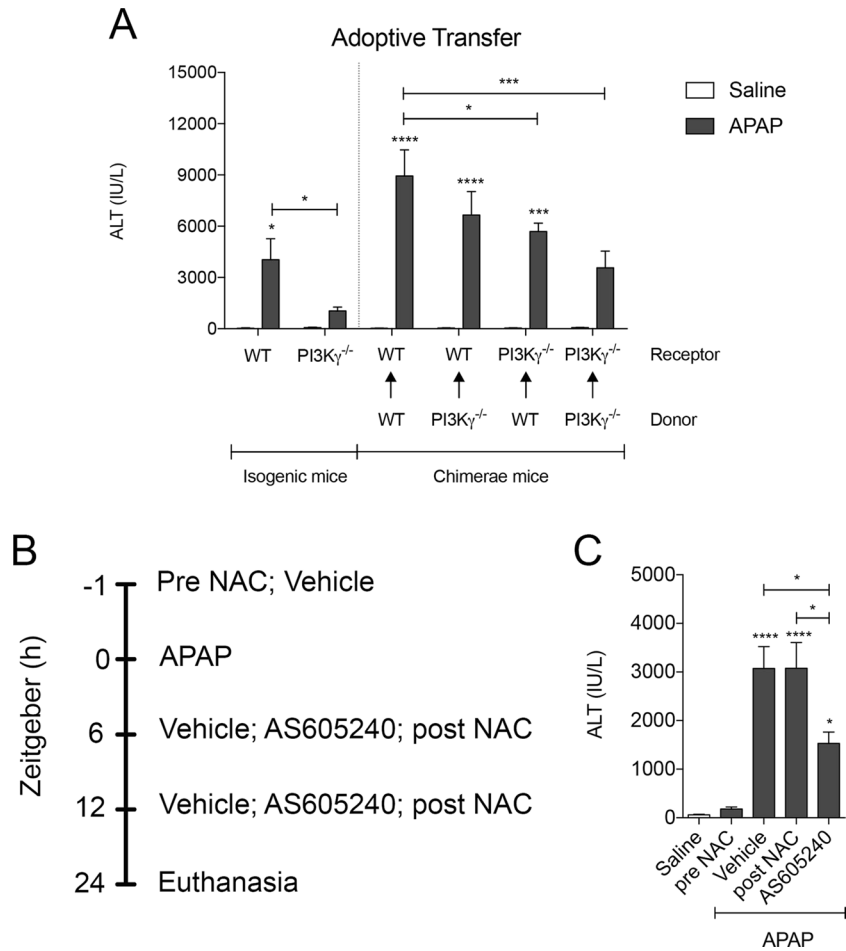 A
Adoptive Transfer
15000
12000
9000
6000
3000
0
ALT (IU/L)
***
*
****
****
***
*
*
Saline
APAP
WT PI3Kγ-/- WT WT PI3Kγ-/- PI3Kγ-/- Receptor
WT PI3Kγ-/- WT PI3Kγ-/- Donor
Isogenic mice Chimerae mice
B
Zeitgeber (h)
-1 Pre NAC; Vehicle
0 APAP
6 Vehicle; AS605240; post NAC
12 Vehicle; AS605240; post NAC
24 Euthanasia
C
5000
4000
3000
2000
1000
0
ALT (IU/L)
*
*
**** ****
*
Saline
pre NAC
Vehicle
post NAC
AS605240
APAP